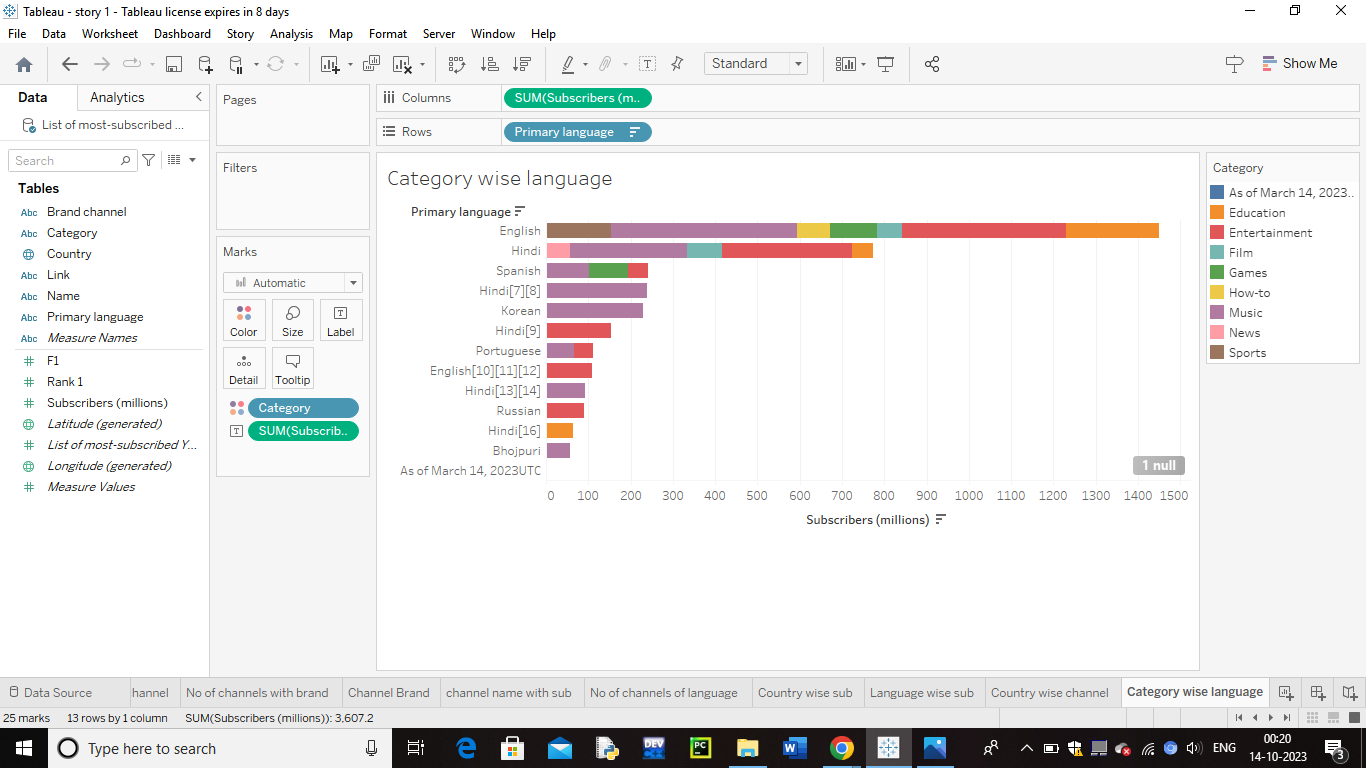 Tableau - story 1 - Tableau license expires in 8 days
File Data Worksheet Dashboard Story Analysis Map Format Server Window Help
Standard
Show Me
Data Analytics
List of most-subscribed ...
Search
Tables
Abc Brand channel
Abc Category
Country
Abc Link
Abc Name
Abc Primary language
Abc Measure Names
F1
Rank 1
Subscribers (millions)
Latitude (generated)
List of most-subscribed Y...
Longitude (generated)
Measure Values
Pages
Filters
Marks
Automatic
Color Size Label
Detail Tooltip
Category
SUM(Subscrib..
Columns SUM(Subscribers (m..
Rows Primary language
Category wise language
Primary language
English
Hindi
Spanish
Hindi[7][8]
Korean
Hindi[9]
Portuguese
English[10][11][12]
Hindi[13][14]
Russian
Hindi[16]
Bhojpuri
As of March 14, 2023UTC
1 null
0 100 200 300 400 500 600 700 800 900 1000 1100 1200 1300 1400 1500
Subscribers (millions)
Category
As of March 14, 2023..
Education
Entertainment
Film
Games
How-to
Music
News
Sports
Data Source hannel No of channels with brand Channel Brand channel name with sub No of channels of language Country wise sub Language wise sub Country wise channel Category wise language
25 marks 13 rows by 1 column SUM(Subscribers (millions)): 3,607.2
Type here to search
DEV
PC
ENG
00:20
14-10-2023
3